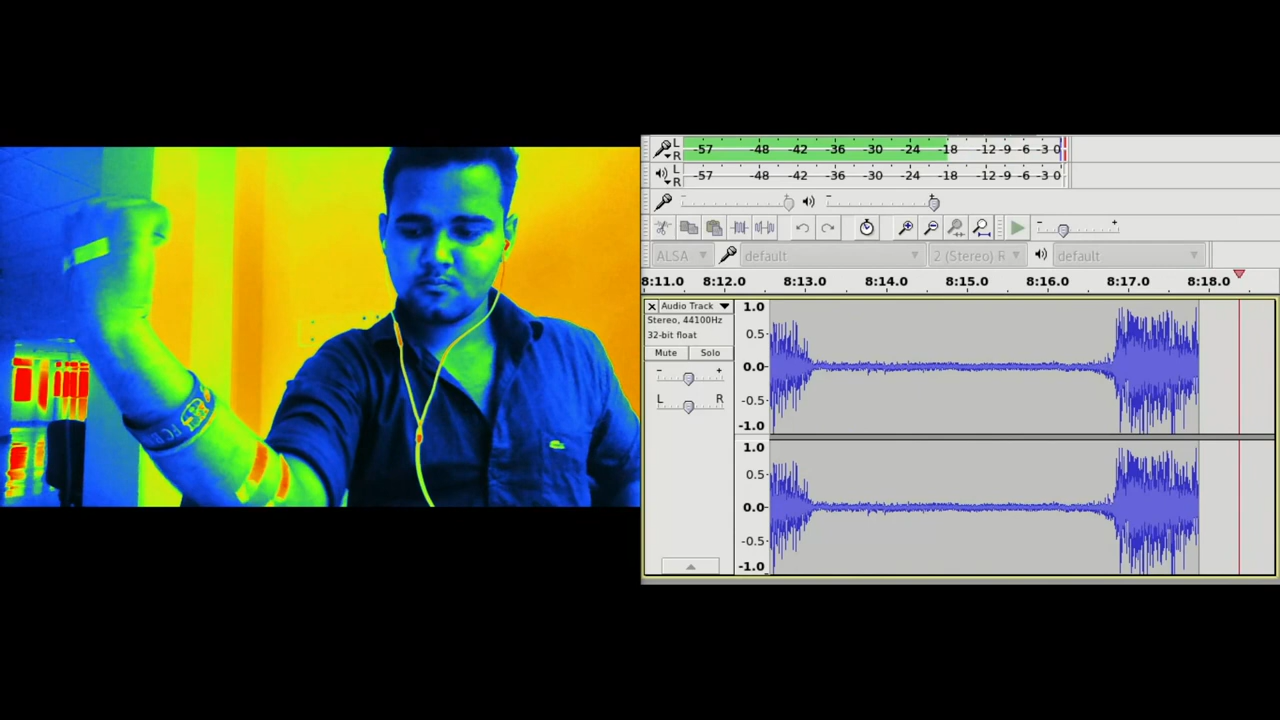 L
R
-57 -48 -42 -36 -30 -24 -18 -12 -9 -6 -3 0
L
R
-57 -48 -42 -36 -30 -24 -18 -12 -9 -6 -3 0
- +
ALSA default 2 (Stereo) R default
8:11.0 8:12.0 8:13.0 8:14.0 8:15.0 8:16.0 8:17.0 8:18.0
Audio Track
Stereo, 44100Hz
32-bit float
Mute Solo
- +
L R
1.0
0.5
0.0
-0.5
-1.0
1.0
0.5
0.0
-0.5
-1.0
FC B